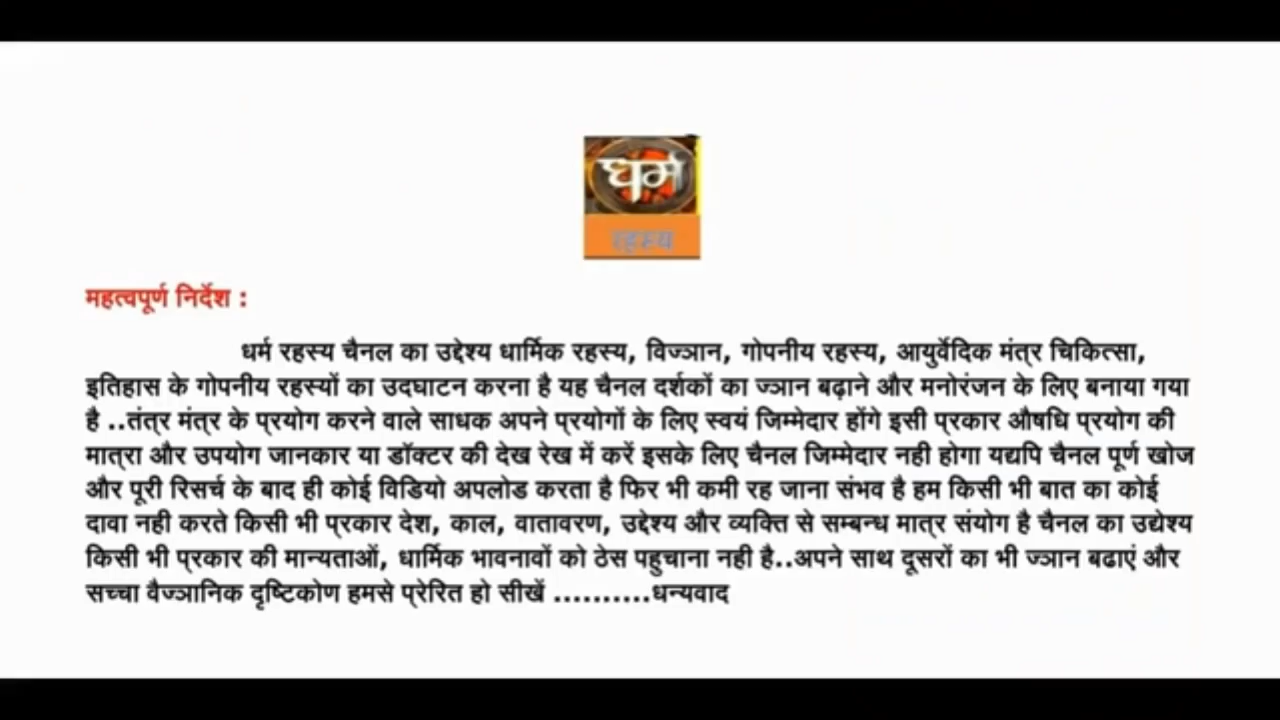 धर्म
रहस्य
महत्वपूर्ण निर्देश :
धर्म रहस्य चैनल का उद्देश्य धार्मिक रहस्य, विज्ञान, गोपनीय रहस्य, आयुर्वेदिक मंत्र चिकित्सा,
इतिहास के गोपनीय रहस्यों का उदघाटन करना है यह चैनल दर्शकों का ज्ञान बढ़ाने और मनोरंजन के लिए बनाया गया
है ..तंत्र मंत्र के प्रयोग करने वाले साधक अपने प्रयोगों के लिए स्वयं जिम्मेदार होंगे इसी प्रकार औषधि प्रयोग की
मात्रा और उपयोग जानकार या डॉक्टर की देख रेख में करें इसके लिए चैनल जिम्मेदार नही होगा यद्यपि चैनल पूर्ण खोज
और पूरी रिसर्च के बाद ही कोई विडियो अपलोड करता है फिर भी कमी रह जाना संभव है हम किसी भी बात का कोई
दावा नही करते किसी भी प्रकार देश, काल, वातावरण, उद्देश्य और व्यक्ति से सम्बन्ध मात्र संयोग है चैनल का उद्येश्य
किसी भी प्रकार की मान्यताओं, धार्मिक भावनावों को ठेस पहुचाना नही है..अपने साथ दूसरों का भी ज्ञान बढाएं और
सच्चा वैज्ञानिक दृष्टिकोण हमसे प्रेरित हो सीखें ..........धन्यवाद